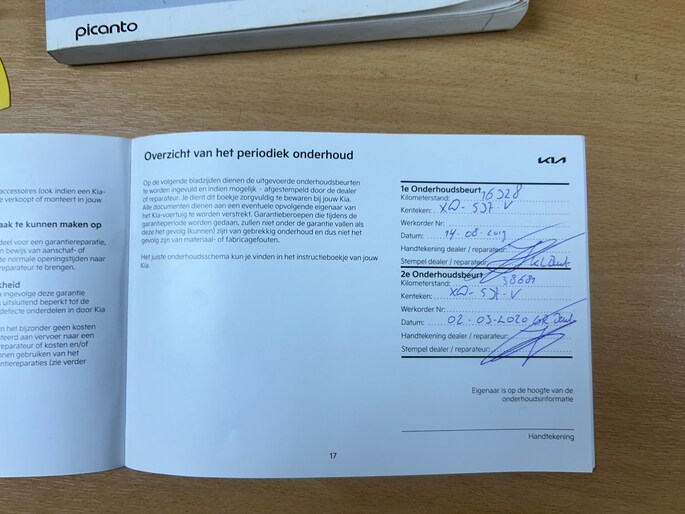 picanto
accessoires (ook indien een Kia-
e verkoopt of monteert in jouw
aak te kunnen maken op
deel voor een garantiereparatie,
en bewijs van aanschaf- of
de normale openingstijden naar
reparateur te brengen.
kheid
n ingevolge deze garantie
uitsluitend beperkt tot de
defecte onderdelen in door Kia
n het bijzonder geen kosten
teerd aan vervoer naar een
reparateur of kosten en/of
nnen gebruiken van het
ntiereparaties (zie verder
Overzicht van het periodiek onderhoud
KIA
Op de volgende bladzijden dienen de uitgevoerde onderhoudsbeurten
te worden ingevuld en indien mogelijk - afgestempeld door de dealer
of reparateur. Je dient dit boekje zorgvuldig te bewaren bij jouw Kia.
Alle documenten dienen aan een eventuele opvolgende eigenaar van
het Kia-voertuig te worden verstrekt. Garantieberoepen die tijdens de
garantieperiode worden gedaan, zullen niet onder de garantie vallen als
deze het gevolg (kunnen) zijn van gebrekkig onderhoud en dus niet het
gevolg zijn van materiaal- of fabricagefouten.
Het juiste onderhoudsschema kun je vinden in het instructieboekje van jouw
Kia.
1e Onderhoudsbeurt
Kilometerstand: 16328
Kenteken: XD-537-V
Werkorder Nr:
Datum: 14-08-2019
Handtekening dealer / reparateur:
Stempel dealer / reparateur:
2e Onderhoudsbeurt
Kilometerstand: 38681
Kenteken: XD-537-V
Werkorder Nr:
Datum: 02-03-2020
Handtekening dealer / reparateur:
Stempel dealer / reparateur:
Eigenaar is op de hoogte van de
onderhoudsinformatie
Handtekening
17